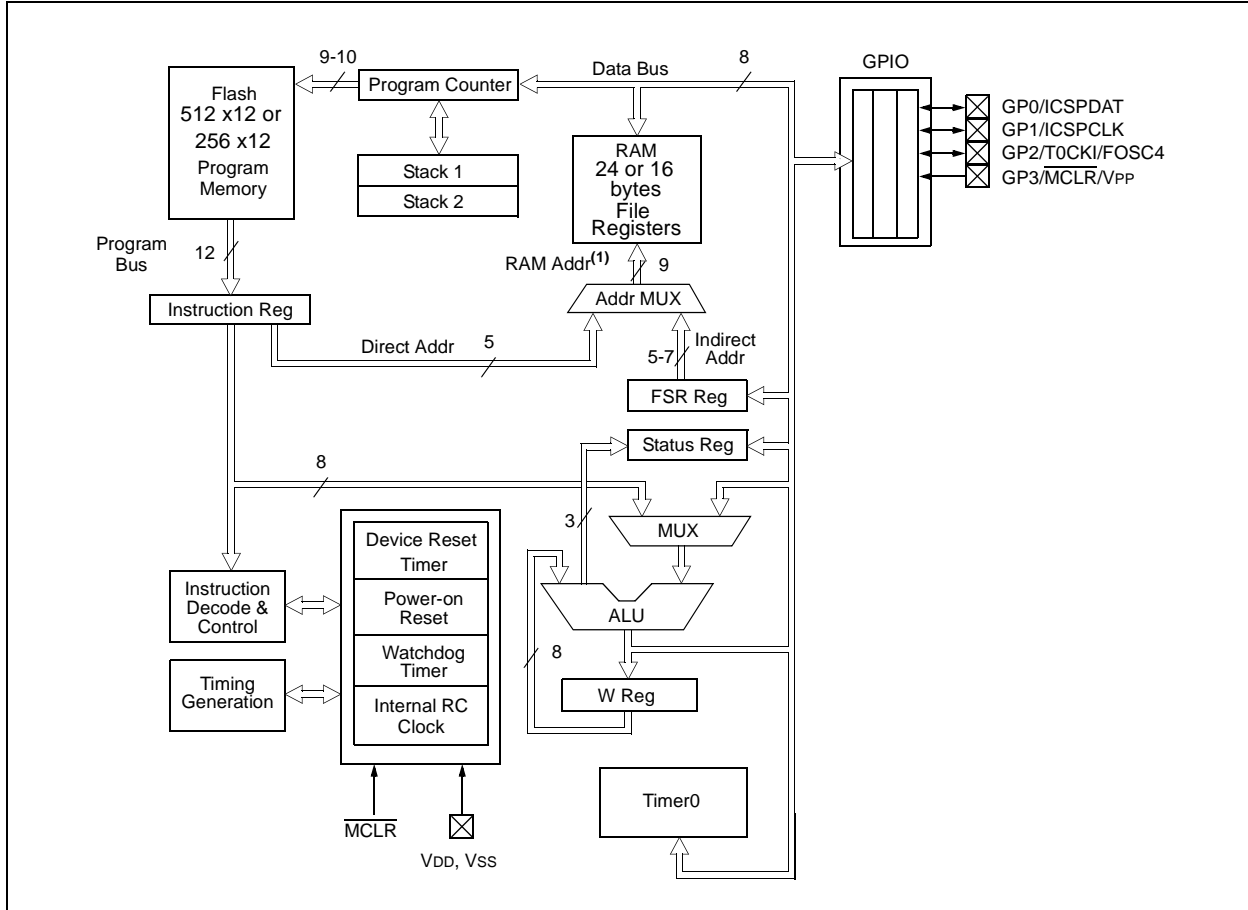 9-10
Program Counter
Data Bus
8
GPIO
Flash
512 x12 or
256 x12
Program
Memory
Stack 1
Stack 2
RAM
24 or 16
bytes
File
Registers
GP0/ICSPDAT
GP1/ICSPCLK
GP2/T0CKI/FOSC4
GP3/MCLR/VPP
Program
Bus
12
RAM Addr(1)
9
Instruction Reg
Addr MUX
Direct Addr
5
5-7
Indirect
Addr
FSR Reg
Status Reg
8
3
MUX
Device Reset
Timer
Power-on
Reset
Watchdog
Timer
Internal RC
Clock
Instruction
Decode &
Control
Timing
Generation
ALU
8
W Reg
Timer0
MCLR
VDD, VSS